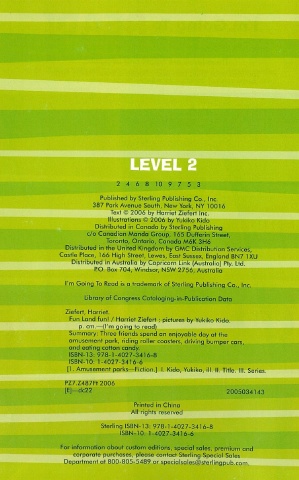 LEVEL 2
2 4 6 8 10 9 7 5 3
Published by Sterling Publishing Co., Inc.
387 Park Avenue South, New York, NY 10016
Text © 2006 by Harriet Ziefert Inc.
Illustrations © 2006 by Yukiko Kido
Distributed in Canada by Sterling Publishing
c/o Canadian Manda Group, 165 Dufferin Street,
Toronto, Ontario, Canada M6K 3H6
Distributed in the United Kingdom by GMC Distribution Services,
Castle Place, 166 High Street, Lewes, East Sussex, England BN7 1XU
Distributed in Australia by Capricorn Link (Australia) Pty. Ltd.
P.O. Box 704, Windsor, NSW 2756, Australia
I'm Going To Read is a trademark of Sterling Publishing Co., Inc.
Library of Congress Cataloging-in-Publication Data
Ziefert, Harriet.
Fun Land fun! / Harriet Ziefert ; pictures by Yukiko Kido.
p. cm.—(I'm going to read)
Summary: Three friends spend an enjoyable day at the
amusement park, riding roller coasters, driving bumper cars,
and eating cotton candy.
ISBN-13: 978-1-4027-3416-8
ISBN-10: 1-4027-3416-6
[1. Amusement parks—Fiction.] I. Kido, Yukiko, ill. II. Title. III. Series.
PZ7.Z487Ft 2006
[E]—dc22 2005034143
Printed in China
All rights reserved
Sterling ISBN-13: 978-1-4027-3416-8
ISBN-10: 1-4027-3416-6
For information about custom editions, special sales, premium and
corporate purchases, please contact Sterling Special Sales
Department at 800-805-5489 or specialsales@sterlingpub.com.